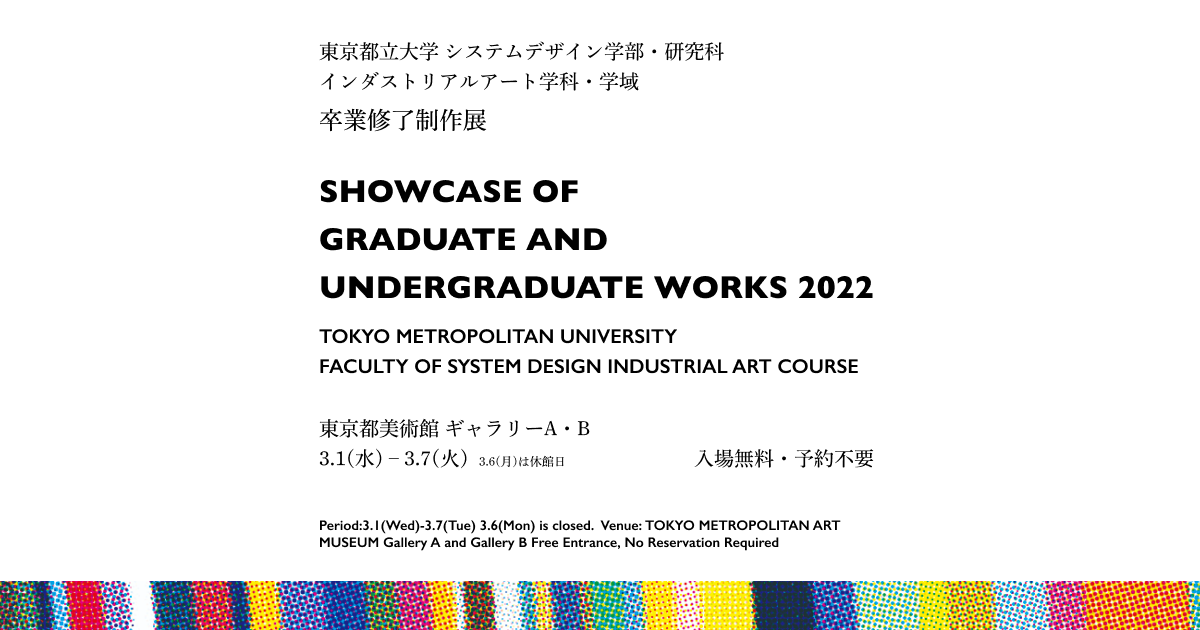 東京都立大学 システムデザイン学部・研究科
インダストリアルアート学科・学域
卒業修了制作展
SHOWCASE OF
GRADUATE AND
UNDERGRADUATE WORKS 2022
TOKYO METROPOLITAN UNIVERSITY
FACULTY OF SYSTEM DESIGN INDUSTRIAL ART COURSE
東京都美術館 ギャラリーA・B
3.1(水) – 3.7(火) 3.6(月)は休館日 入場無料・予約不要
Period:3.1(Wed)-3.7(Tue) 3.6(Mon) is closed. Venue: TOKYO METROPOLITAN ART
MUSEUM Gallery A and Gallery B Free Entrance, No Reservation Required